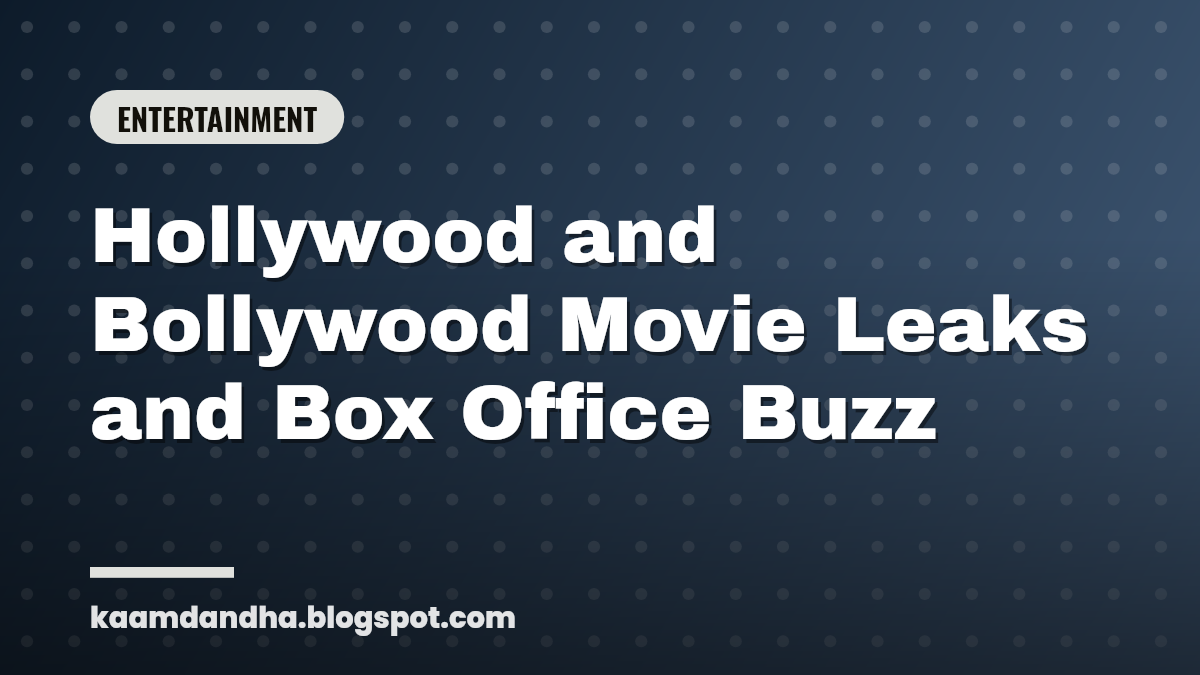 ENTERTAINMENT
Hollywood and
Bollywood Movie Leaks
and Box Office Buzz
kaamdandha.blogspot.com